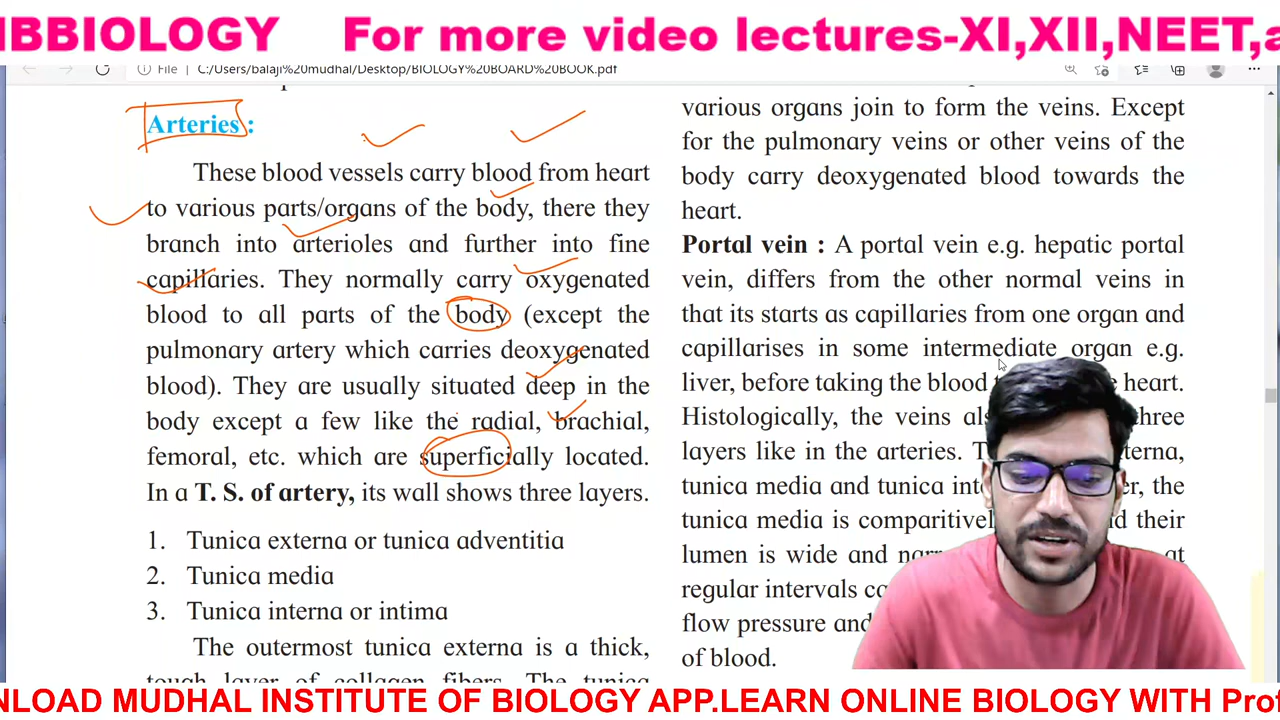 IBBIOLOGY For more video lectures-XI,XII,NEET,a
File C:/Users/balaji%20mudhal/Desktop/BIOLOGY%20BOARD%20BOOK.pdf
Arteries :
These blood vessels carry blood from heart
to various parts/organs of the body, there they
branch into arterioles and further into fine
capillaries. They normally carry oxygenated
blood to all parts of the body (except the
pulmonary artery which carries deoxygenated
blood). They are usually situated deep in the
body except a few like the radial, brachial,
femoral, etc. which are superficially located.
In a T. S. of artery, its wall shows three layers.
1. Tunica externa or tunica adventitia
2. Tunica media
3. Tunica interna or intima
The outermost tunica externa is a thick,
tough layer of collagen fibers. The tunica
various organs join to form the veins. Except
for the pulmonary veins or other veins of the
body carry deoxygenated blood towards the
heart.
Portal vein : A portal vein e.g. hepatic portal
vein, differs from the other normal veins in
that its starts as capillaries from one organ and
capillarises in some intermediate organ e.g.
liver, before taking the blood heart.
Histologically, the veins als three
layers like in the arteries. T terna,
tunica media and tunica int er, the
tunica media is comparitivel d their
lumen is wide and narr at
regular intervals c
flow pressure and
of blood.
NLOAD MUDHAL INSTITUTE OF BIOLOGY APP.LEARN ONLINE BIOLOGY WITH Prof